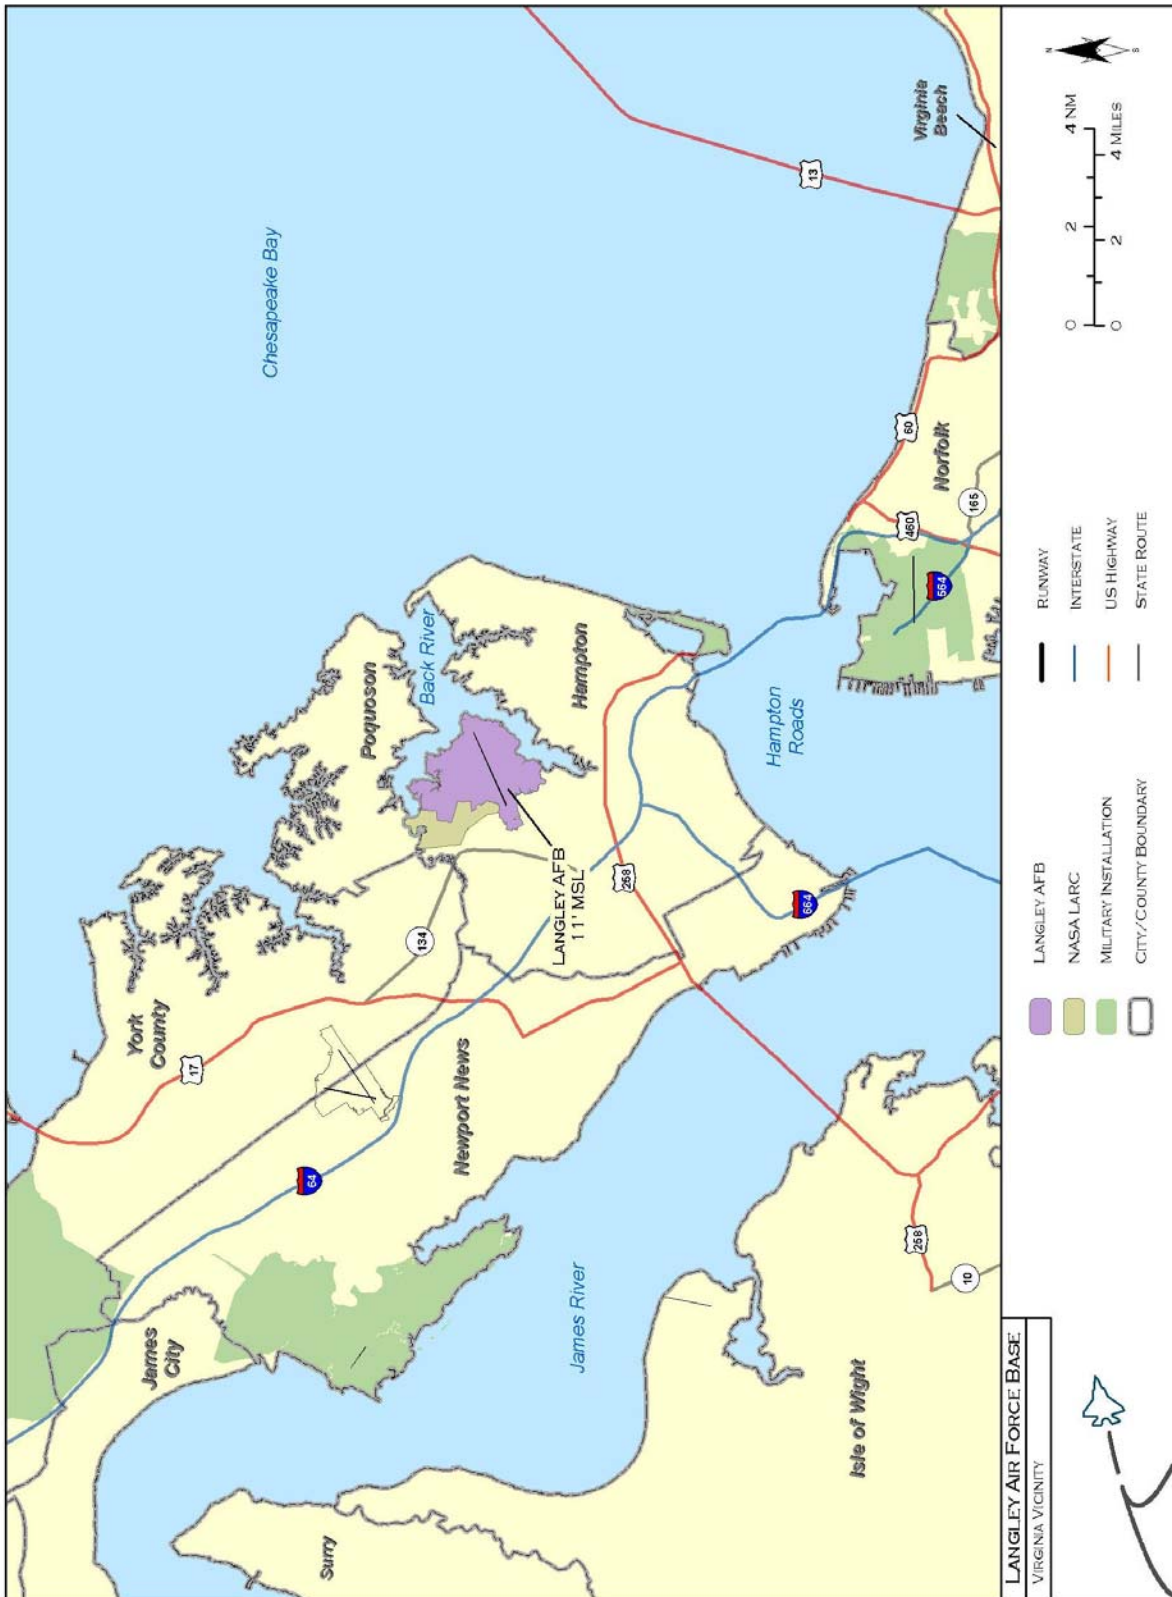 Chesapeake Bay
York
County
17
Poquoson
Back River
134
James
City
64
Newport News
Hampton
LANGLEY AFB
11' MSL
258
James River
Hampton
Roads
664
13
Virginia
Beach
Surry
Isle of Wight
258
10
60
460
Norfolk
564
165
LANGLEY AIR FORCE BASE
VIRGINIA VICINITY
LANGLEY AFB
NASA LARC
MILITARY INSTALLATION
CITY/COUNTY BOUNDARY
RUNWAY
INTERSTATE
US HIGHWAY
STATE ROUTE
0 2 4 NM
0 2 4 MILES
N
S